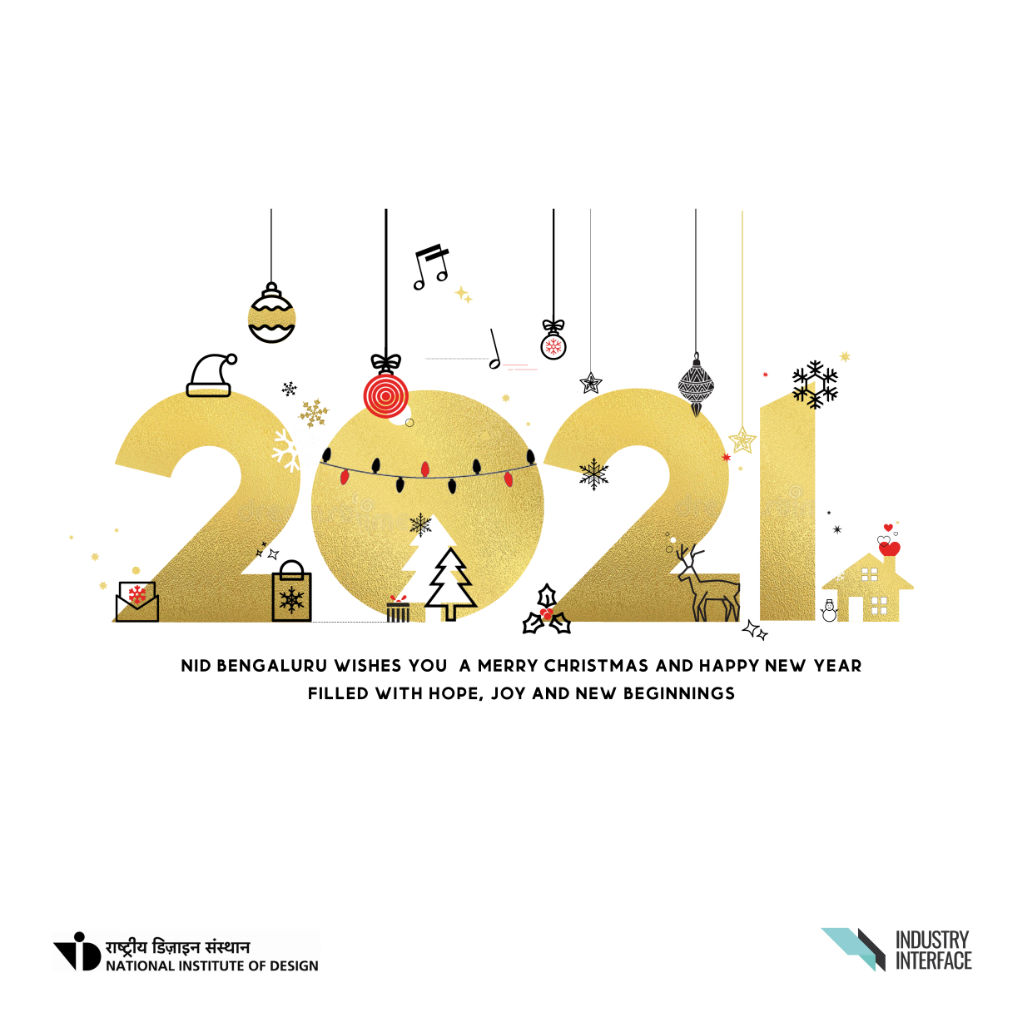 2021
NID BENGALURU WISHES YOU A MERRY CHRISTMAS AND HAPPY NEW YEAR
FILLED WITH HOPE, JOY AND NEW BEGINNINGS
राष्ट्रीय डिज़ाइन संस्थान
NATIONAL INSTITUTE OF DESIGN
INDUSTRY
INTERFACE